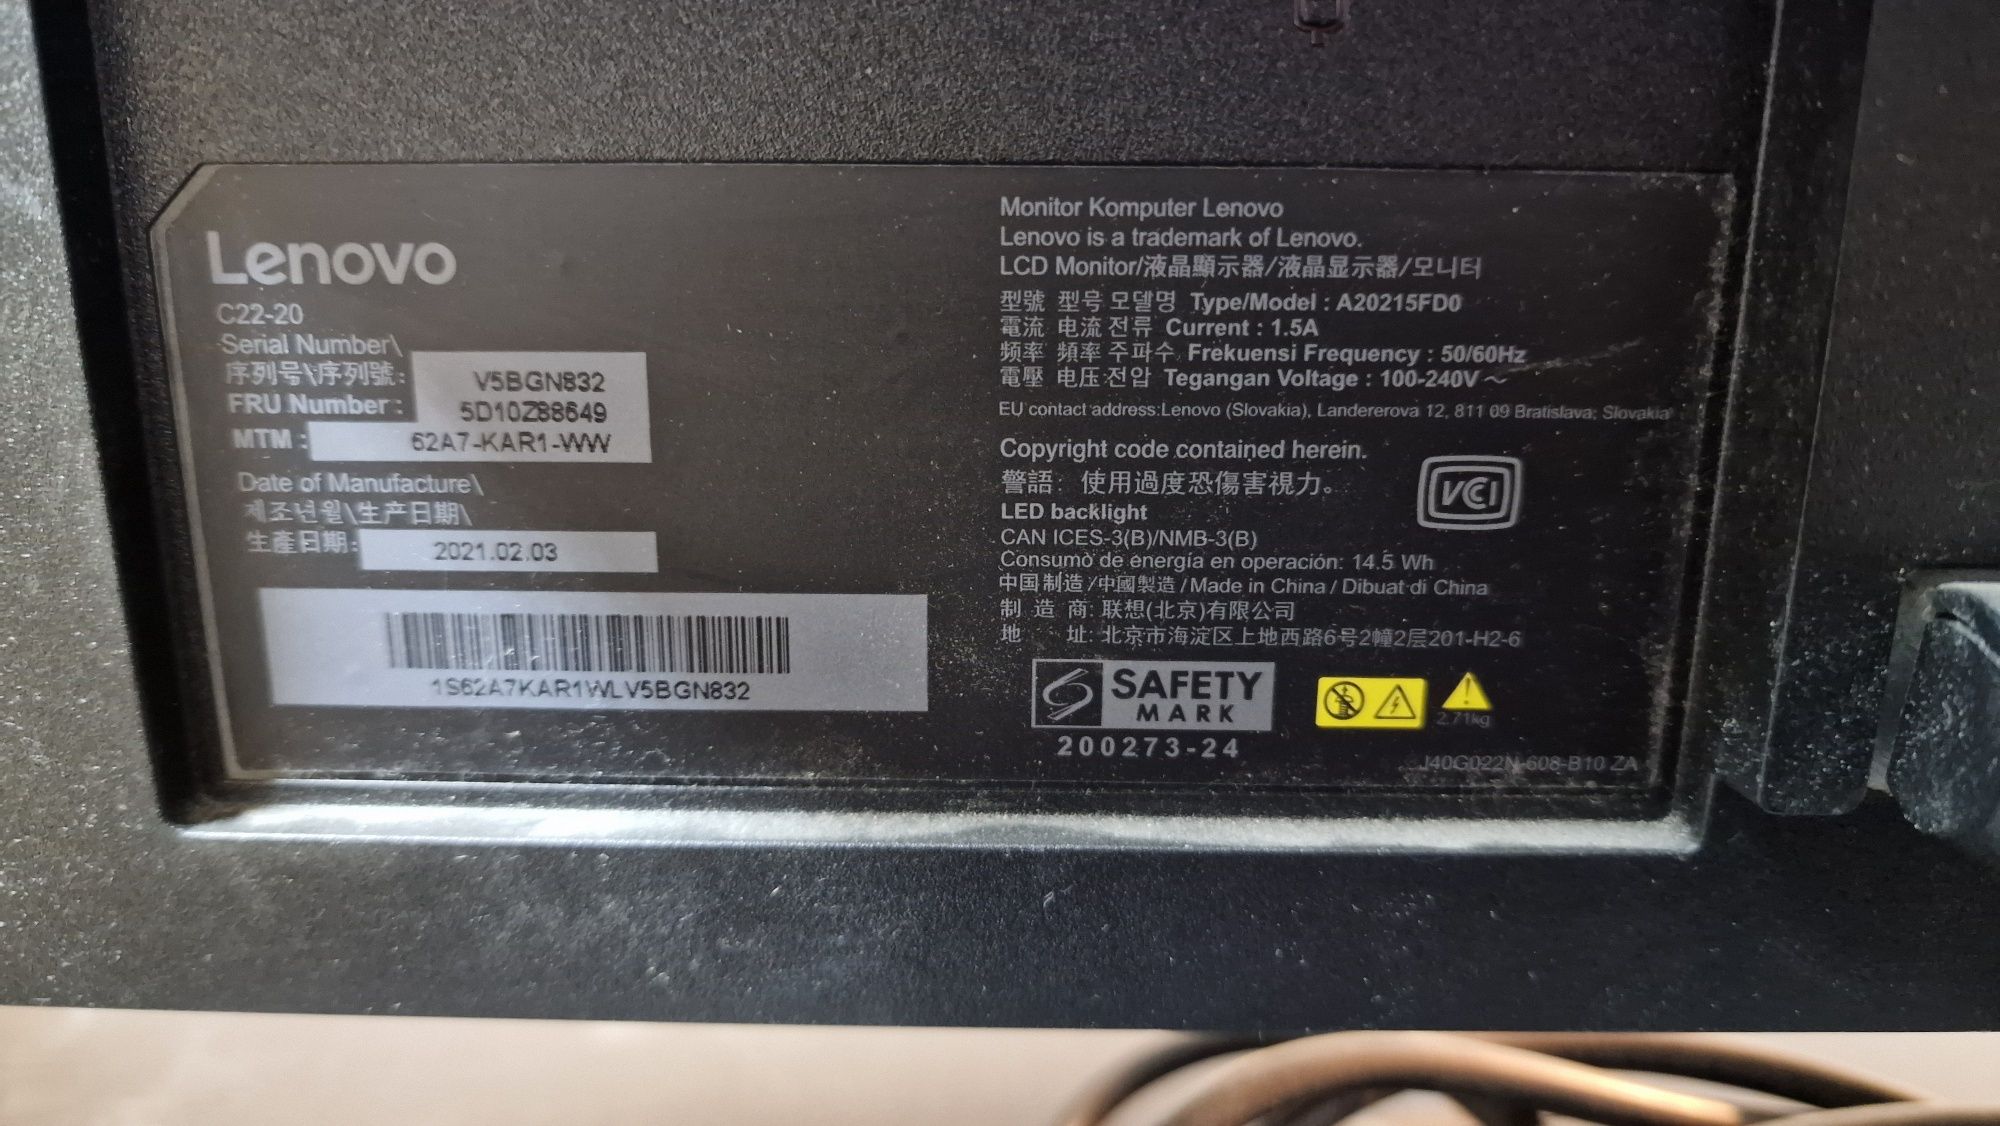 Lenovo
C22-20
Serial Number\
序列号\序列號: V5BGN832
FRU Number: 5D10Z88649
MTM: 62A7-KAR1-WW
Date of Manufacture\
제조년월\生产日期\
生產日期: 2021.02.03
1S62A7KAR1WLV5BGN832
Monitor Komputer Lenovo
Lenovo is a trademark of Lenovo.
LCD Monitor/液晶顯示器/液晶显示器/모니터
型號 型号 모델명 Type/Model : A20215FD0
電流 电流 전류 Current : 1.5A
频率 頻率 주파수 Frekuensi Frequency : 50/60Hz
電壓 电压 전압 Tegangan Voltage : 100-240V～
EU contact address:Lenovo (Slovakia), Landererova 12, 811 09 Bratislava, Slovakia
Copyright code contained herein.
警語: 使用過度恐傷害視力。
VCCI
LED backlight
CAN ICES-3(B)/NMB-3(B)
Consumo de energía en operación: 14.5 Wh
中国制造/中國製造/Made in China / Dibuat di China
制 造 商: 联想(北京)有限公司
地 址: 北京市海淀区上地西路6号2幢2层201-H2-6
SAFETY
MARK
200273-24
2.71kg
J40G022N-608-B10 ZA